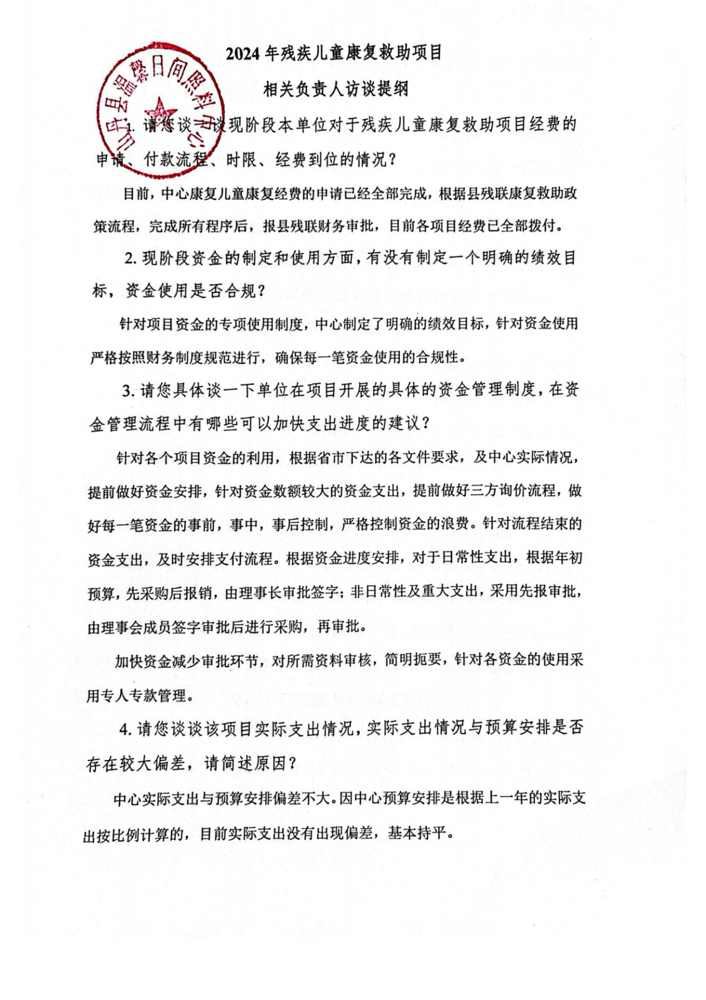 2024年残疾儿童康复救助项目
相关负责人访谈提纲
山丹县温馨日间照料中心
1. 请您谈一谈现阶段本单位对于残疾儿童康复救助项目经费的
申请、付款流程、时限、经费到位的情况？
目前，中心康复儿童康复经费的申请已经全部完成，根据县残联康复救助政
策流程，完成所有程序后，报县残联财务审批，目前各项目经费已全部拨付。
2. 现阶段资金的制定和使用方面，有没有制定一个明确的绩效目
标，资金使用是否合规？
针对项目资金的专项使用制度，中心制定了明确的绩效目标，针对资金使用
严格按照财务制度规范进行，确保每一笔资金使用的合规性。
3. 请您具体谈一下单位在项目开展的具体的资金管理制度，在资
金管理流程中有哪些可以加快支出进度的建议？
针对各个项目资金的利用，根据省市下达的各文件要求，及中心实际情况，
提前做好资金安排，针对资金数额较大的资金支出，提前做好三方询价流程，做
好每一笔资金的事前，事中，事后控制，严格控制资金的浪费。针对流程结束的
资金支出，及时安排支付流程。根据资金进度安排，对于日常性支出，根据年初
预算，先采购后报销，由理事长审批签字；非日常性及重大支出，采用先报审批，
由理事会成员签字审批后进行采购，再审批。
加快资金减少审批环节，对所需资料审核，简明扼要，针对各资金的使用采
用专人专款管理。
4. 请您谈谈该项目实际支出情况，实际支出情况与预算安排是否
存在较大偏差，请简述原因？
中心实际支出与预算安排偏差不大。因中心预算安排是根据上一年的实际支
出按比例计算的，目前实际支出没有出现偏差，基本持平。